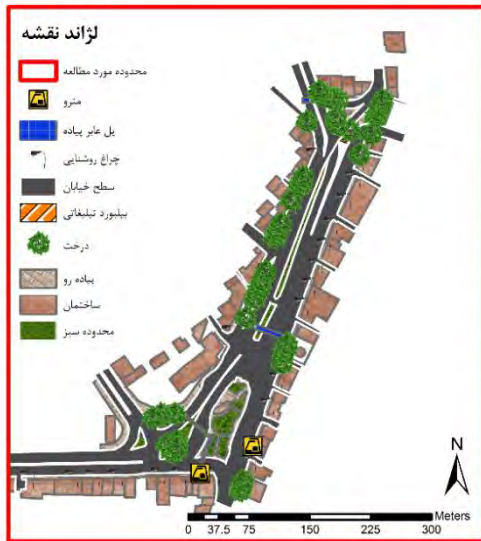 لژاند نقشه
محدوده مورد مطالعه
مترو
پل عابر پیاده
چراغ روشنایی
سطح خیابان
بیلبورد تبلیغاتی
درخت
پیاده رو
ساختمان
محدوده سبز
N
Meters
0 37.5 75 150 225 300